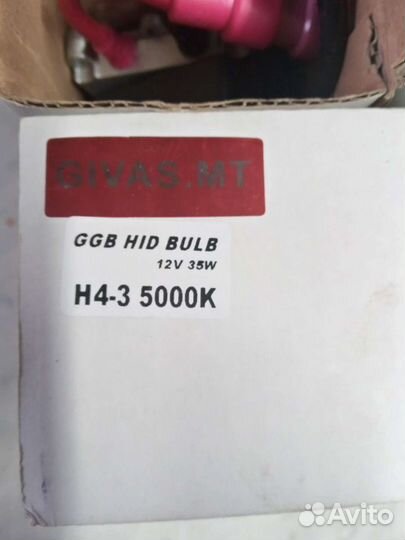 GIVAS.MT
GGB HID BULB
12V 35W
H4-3 5000K
Avito